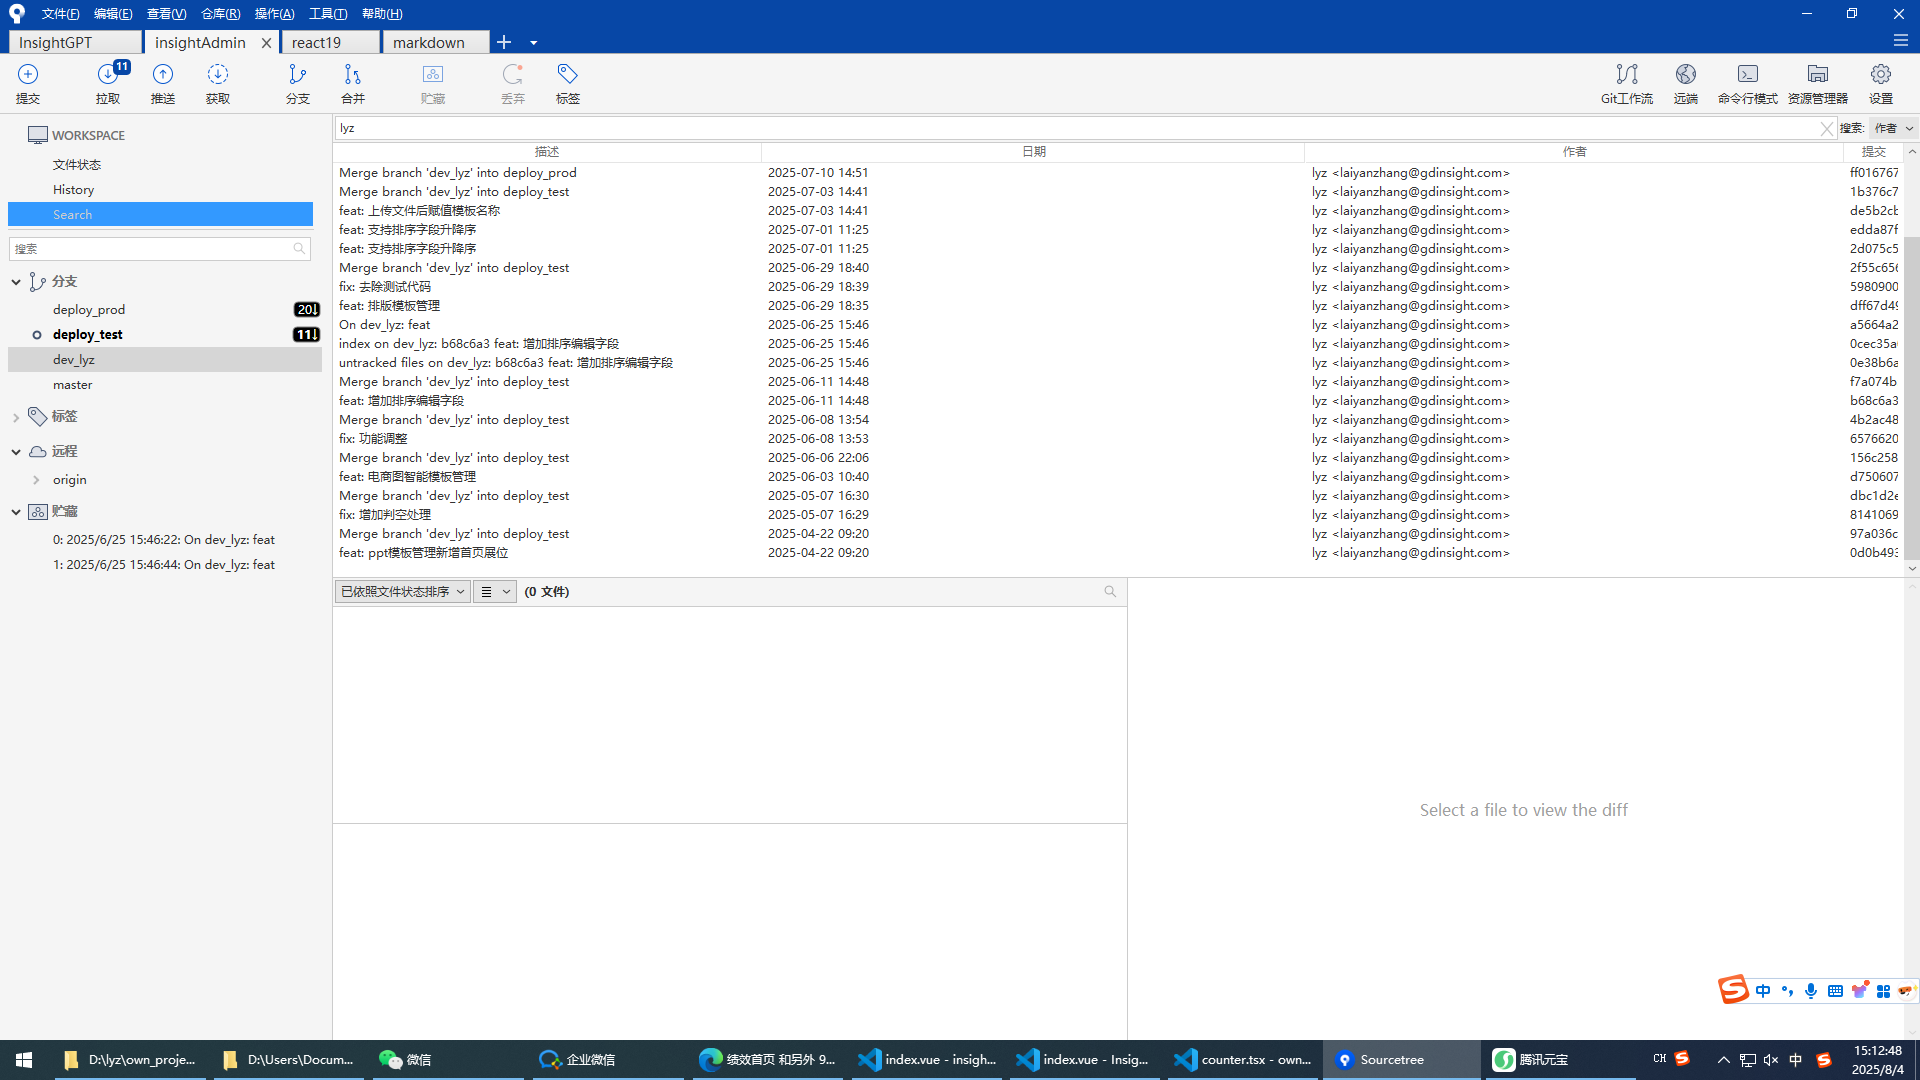 文件(F) 编辑(E) 查看(V) 仓库(R) 操作(A) 工具(T) 帮助(H)
InsightGPT insightAdmin react19 markdown
11
提交 拉取 推送 获取 分支 合并 贮藏 丢弃 标签 Git工作流 远端 命令行模式 资源管理器 设置
WORKSPACE
文件状态
History
Search
搜索
分支
deploy_prod 20↓
deploy_test 11↓
dev_lyz
master
标签
远程
origin
贮藏
0: 2025/6/25 15:46:22: On dev_lyz: feat
1: 2025/6/25 15:46:44: On dev_lyz: feat
lyz 搜索: 作者
描述 日期 作者 提交
Merge branch 'dev_lyz' into deploy_prod 2025-07-10 14:51 lyz <laiyanzhang@gdinsight.com> ff016767
Merge branch 'dev_lyz' into deploy_test 2025-07-03 14:41 lyz <laiyanzhang@gdinsight.com> 1b376c7
feat: 上传文件后赋值模板名称 2025-07-03 14:41 lyz <laiyanzhang@gdinsight.com> de5b2cb
feat: 支持排序字段升降序 2025-07-01 11:25 lyz <laiyanzhang@gdinsight.com> edda87f
feat: 支持排序字段升降序 2025-07-01 11:25 lyz <laiyanzhang@gdinsight.com> 2d075c5
Merge branch 'dev_lyz' into deploy_test 2025-06-29 18:40 lyz <laiyanzhang@gdinsight.com> 2f55c656
fix: 去除测试代码 2025-06-29 18:39 lyz <laiyanzhang@gdinsight.com> 5980900
feat: 排版模板管理 2025-06-29 18:35 lyz <laiyanzhang@gdinsight.com> dff67d49
On dev_lyz: feat 2025-06-25 15:46 lyz <laiyanzhang@gdinsight.com> a5664a2
index on dev_lyz: b68c6a3 feat: 增加排序编辑字段 2025-06-25 15:46 lyz <laiyanzhang@gdinsight.com> 0cec35a
untracked files on dev_lyz: b68c6a3 feat: 增加排序编辑字段 2025-06-25 15:46 lyz <laiyanzhang@gdinsight.com> 0e38b6a
Merge branch 'dev_lyz' into deploy_test 2025-06-11 14:48 lyz <laiyanzhang@gdinsight.com> f7a074b
feat: 增加排序编辑字段 2025-06-11 14:48 lyz <laiyanzhang@gdinsight.com> b68c6a3
Merge branch 'dev_lyz' into deploy_test 2025-06-08 13:54 lyz <laiyanzhang@gdinsight.com> 4b2ac48
fix: 功能调整 2025-06-08 13:53 lyz <laiyanzhang@gdinsight.com> 6576620
Merge branch 'dev_lyz' into deploy_test 2025-06-06 22:06 lyz <laiyanzhang@gdinsight.com> 156c258
feat: 电商图智能模板管理 2025-06-03 10:40 lyz <laiyanzhang@gdinsight.com> d750607
Merge branch 'dev_lyz' into deploy_test 2025-05-07 16:30 lyz <laiyanzhang@gdinsight.com> dbc1d2e
fix: 增加判空处理 2025-05-07 16:29 lyz <laiyanzhang@gdinsight.com> 8141069
Merge branch 'dev_lyz' into deploy_test 2025-04-22 09:20 lyz <laiyanzhang@gdinsight.com> 97a036c
feat: ppt模板管理新增首页展位 2025-04-22 09:20 lyz <laiyanzhang@gdinsight.com> 0d0b493
已依照文件状态排序 (0 文件)
Select a file to view the diff
中
D:\lyz\own_proje... D:\Users\Docum... 微信 企业微信 绩效首页 和另外 9... index.vue - insigh... index.vue - Insig... counter.tsx - own... Sourcetree 腾讯元宝 CH 中 15:12:48
2025/8/4